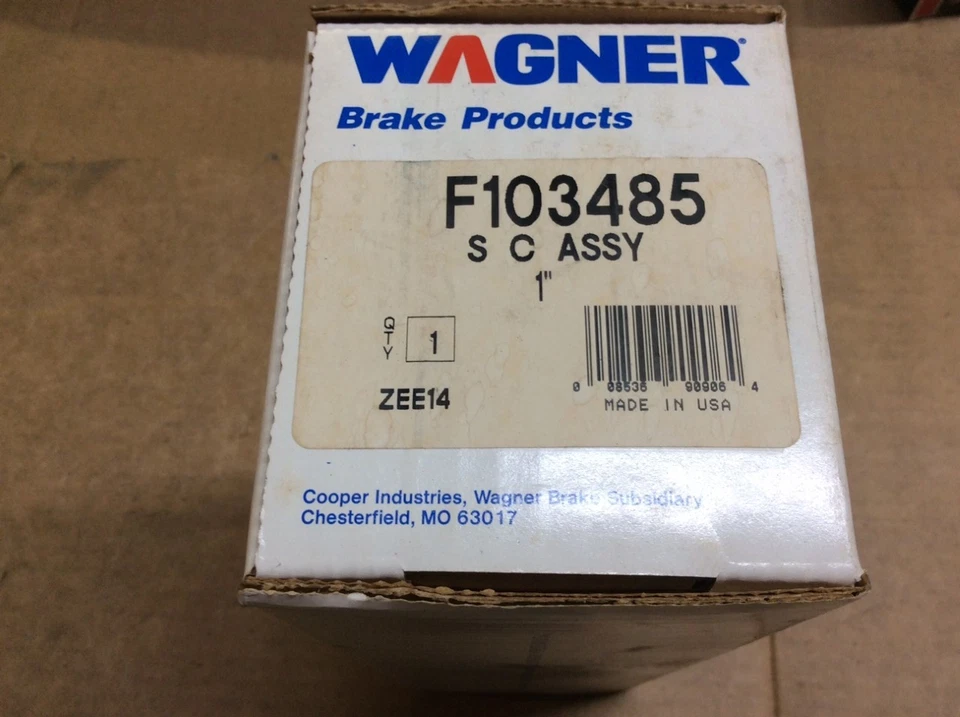 WAGNER®
Brake Products
F103485
S C ASSY
1"
QTY 1
ZEE14
0 08536 90906 4
MADE IN USA
Cooper Industries, Wagner Brake Subsidiary
Chesterfield, MO 63017